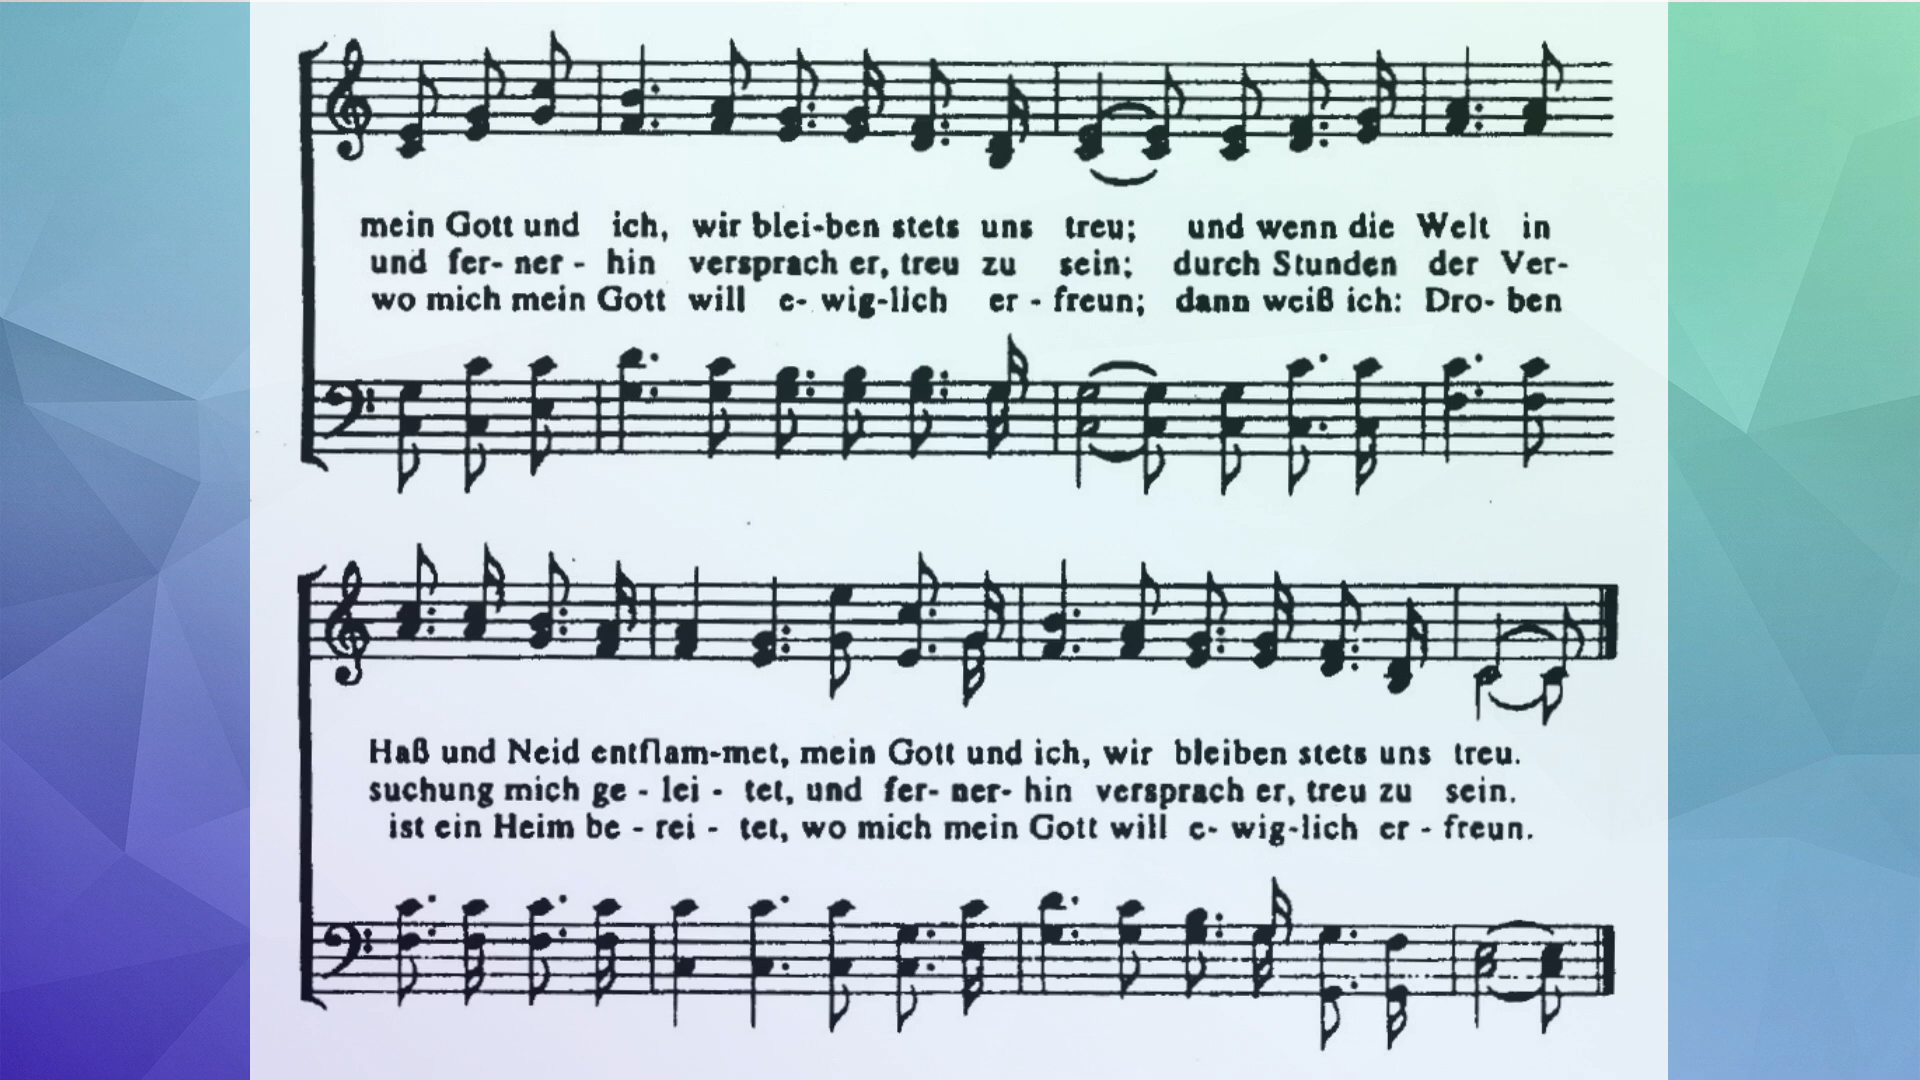 mein Gott und ich, wir blei-ben stets uns treu; und wenn die Welt in
und fer- ner - hin versprach er, treu zu sein; durch Stunden der Ver-
wo mich mein Gott will e- wig-lich er - freun; dann weiß ich: Dro- ben
Haß und Neid entflam-met, mein Gott und ich, wir bleiben stets uns treu.
suchung mich ge - lei - tet, und fer- ner- hin versprach er, treu zu sein.
ist ein Heim be - rei - tet, wo mich mein Gott will e- wig-lich er - freun.